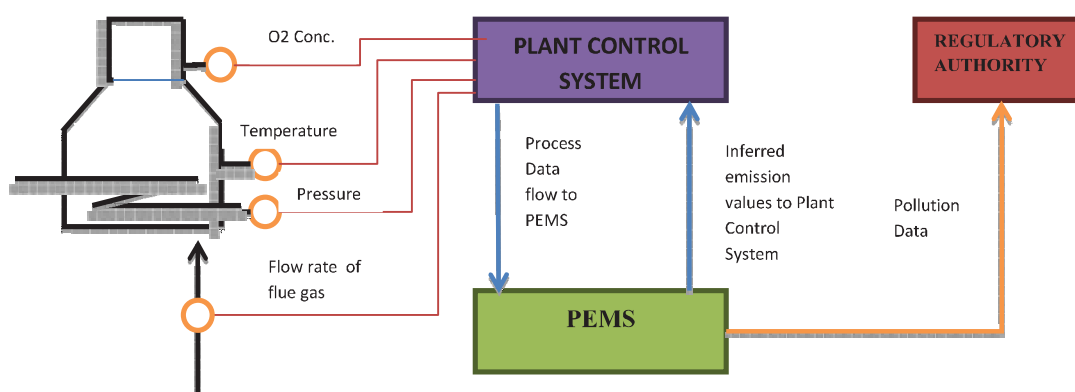 O2 Conc.
PLANT CONTROL
SYSTEM
REGULATORY
AUTHORITY
Temperature
Pressure
Process
Data
flow to
PEMS
Inferred
emission
values to Plant
Control
System
Pollution
Data
Flow rate of
flue gas
PEMS